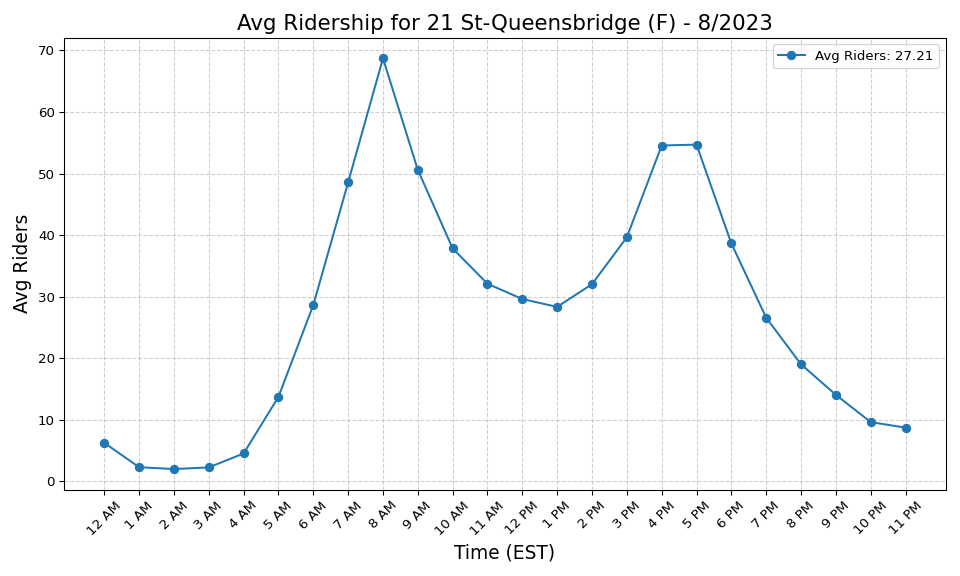 Avg Ridership for 21 St-Queensbridge (F) - 8/2023
Avg Riders: 27.21
Avg Riders
70
60
50
40
30
20
10
0
12 AM
1 AM
2 AM
3 AM
4 AM
5 AM
6 AM
7 AM
8 AM
9 AM
10 AM
11 AM
12 PM
1 PM
2 PM
3 PM
4 PM
5 PM
6 PM
7 PM
8 PM
9 PM
10 PM
11 PM
Time (EST)